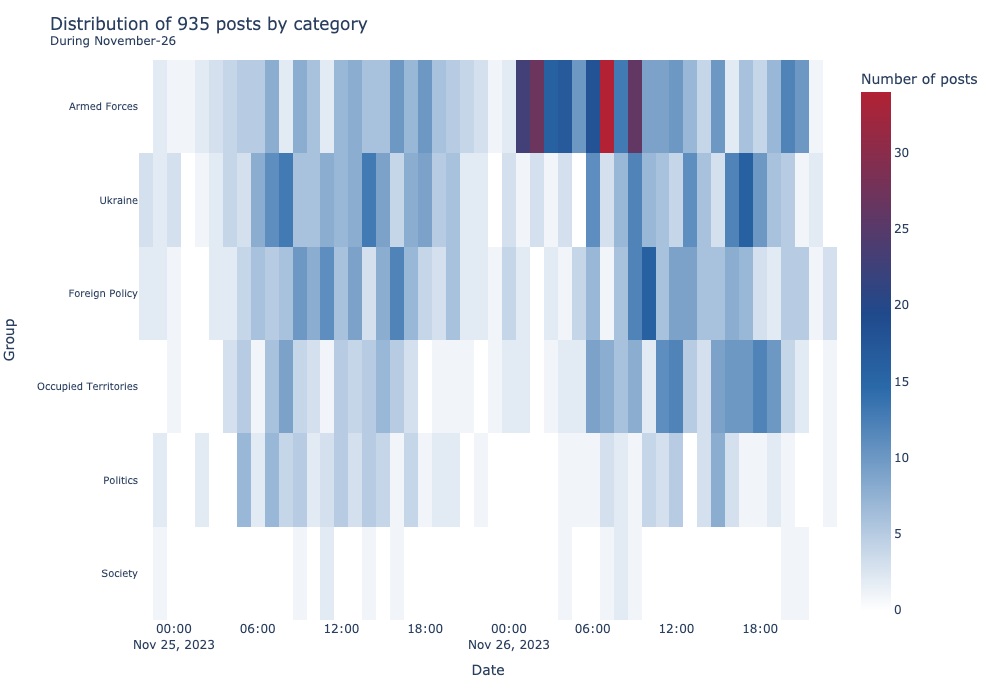 Distribution of 935 posts by category
During November-26
Number of posts
Armed Forces
Ukraine
Foreign Policy
Occupied Territories
Politics
Society
Group
30
25
20
15
10
5
0
00:00
Nov 25, 2023
06:00
12:00
18:00
00:00
Nov 26, 2023
06:00
12:00
18:00
Date